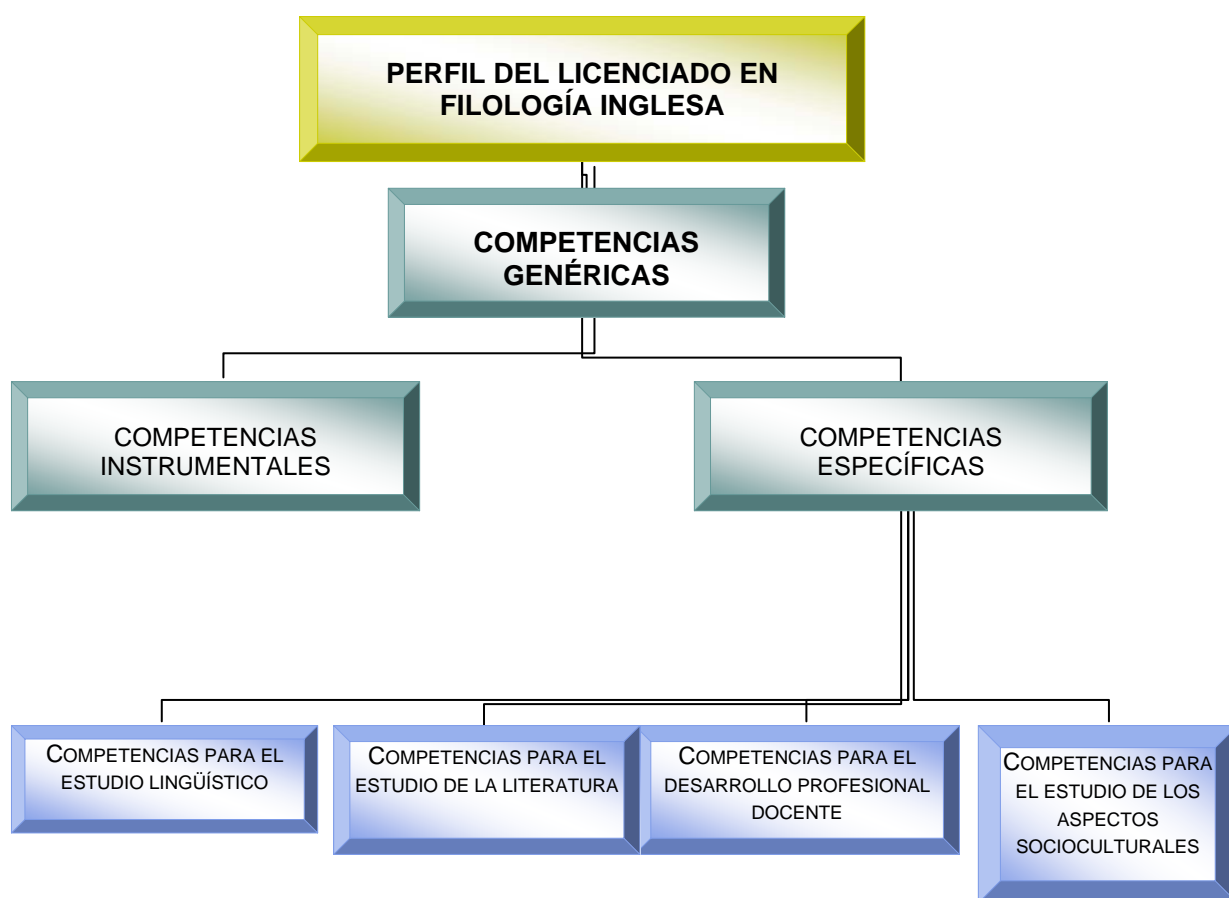 PERFIL DEL LICENCIADO EN
FILOLOGÍA INGLESA
COMPETENCIAS
GENÉRICAS
COMPETENCIAS
INSTRUMENTALES
COMPETENCIAS
ESPECÍFICAS
COMPETENCIAS PARA EL
ESTUDIO LINGÜÍSTICO
COMPETENCIAS PARA EL
ESTUDIO DE LA LITERATURA
COMPETENCIAS PARA EL
DESARROLLO PROFESIONAL
DOCENTE
COMPETENCIAS PARA
EL ESTUDIO DE LOS
ASPECTOS
SOCIOCULTURALES